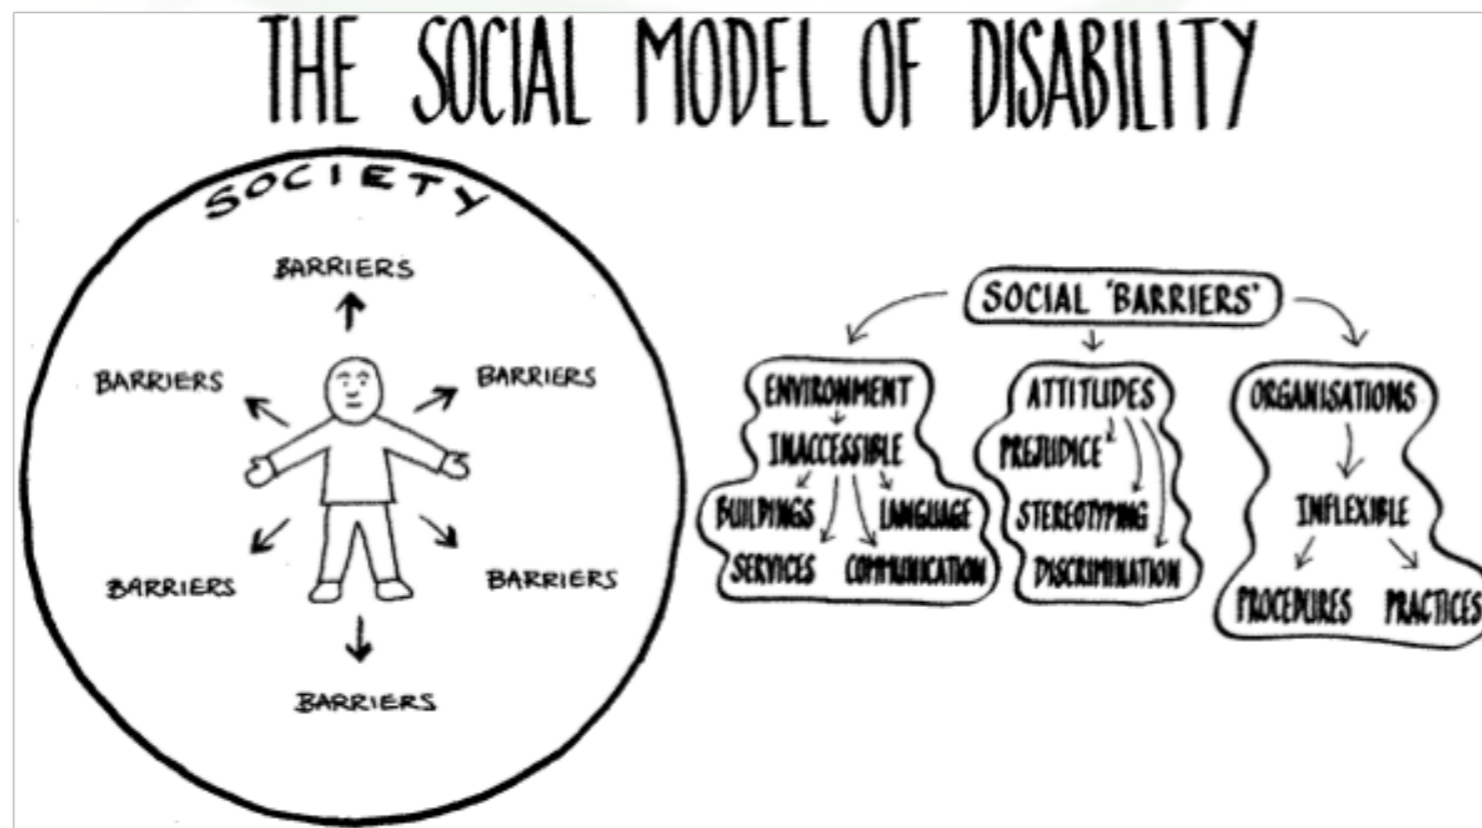 THE SOCIAL MODEL OF DISABILITY
SOCIETY
BARRIERS
BARRIERS
BARRIERS
BARRIERS
BARRIERS
BARRIERS
SOCIAL 'BARRIERS'
ENVIRONMENT
INACCESSIBLE
BUILDINGS
LANGUAGE
SERVICES
COMMUNICATION
ATTITUDES
PREJUDICE
STEREOTYPING
DISCRIMINATION
ORGANISATIONS
INFLEXIBLE
PROCEDURES
PRACTICES